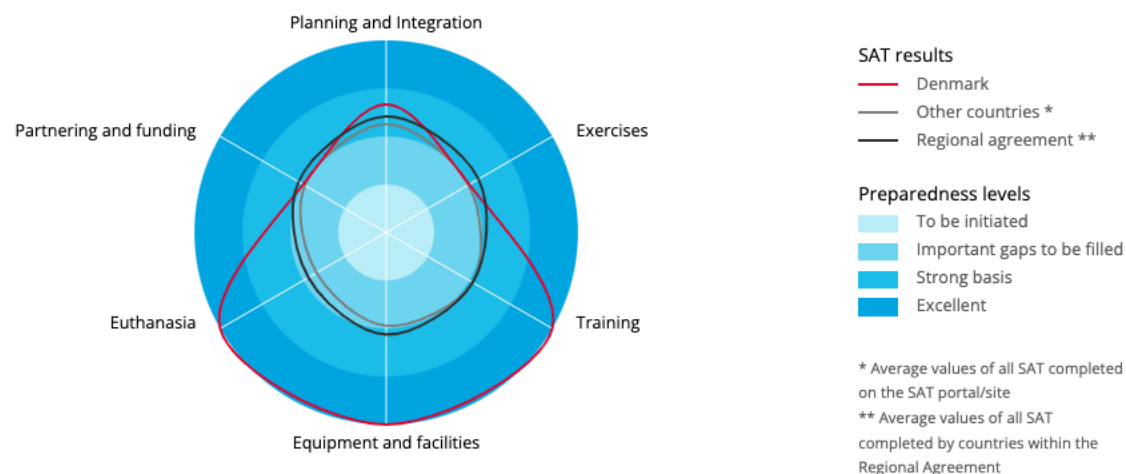 Planning and Integration
Partnering and funding
Exercises
Euthanasia
Training
Equipment and facilities
SAT results
Denmark
Other countries *
Regional agreement **
Preparedness levels
To be initiated
Important gaps to be filled
Strong basis
Excellent
* Average values of all SAT completed
on the SAT portal/site
** Average values of all SAT
completed by countries within the
Regional Agreement